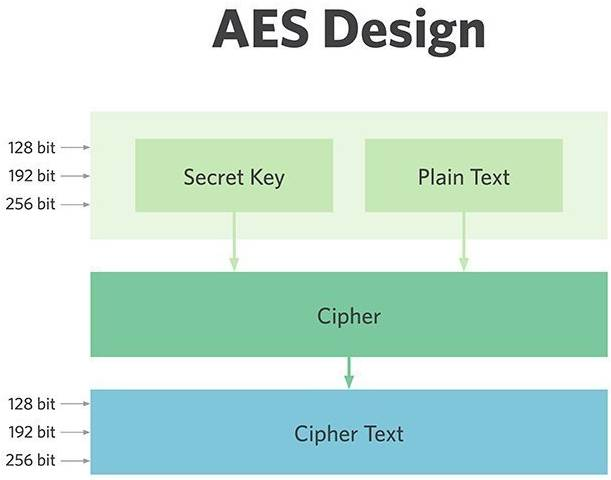 AES Design
128 bit
192 bit
256 bit
Secret Key
Plain Text
Cipher
128 bit
192 bit
256 bit
Cipher Text